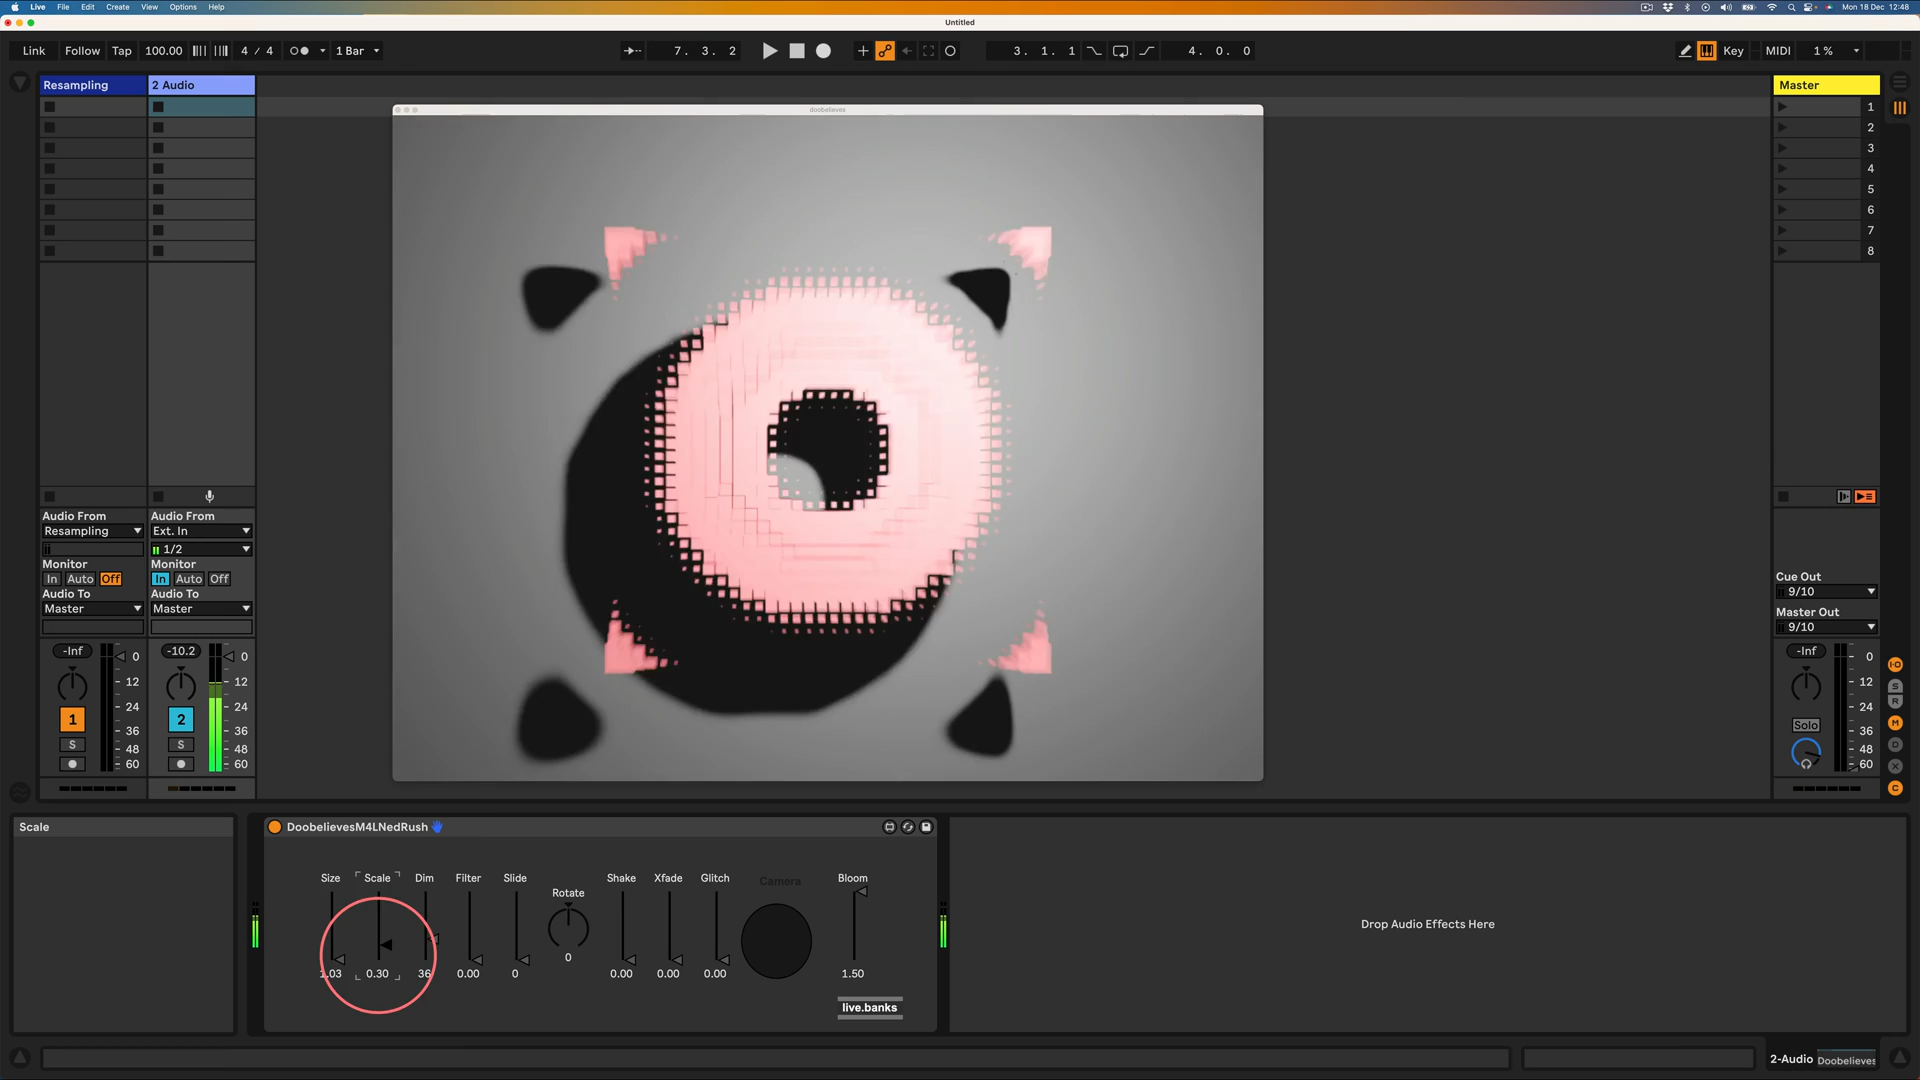 Live File Edit Create View Options Help Mon 18 Dec 12:48
Untitled
Link Follow Tap 100.00 4 / 4 1 Bar 7. 3. 2 3. 1. 1 4. 0. 0 Key MIDI 1 %
Resampling 2 Audio Master
doobelieves
1
2
3
4
5
6
7
8
Audio From Audio From
Resampling Ext. In
1/2
Monitor Monitor
In Auto Off In Auto Off
Audio To Audio To
Master Master
Cue Out
9/10
Master Out
9/10
-Inf 0 -10.2 0 -Inf 0
12 12 12
24 24 24
1 36 2 36 Solo 36
S 48 S 48 48
60 60 60
I·O
S
R
M
D
X
C
Scale
DoobelievesM4LNedRush
Size Scale Dim Filter Slide Rotate Shake Xfade Glitch Camera Bloom
1.03 0.30 36 0.00 0 0 0.00 0.00 0.00 1.50
live.banks
Drop Audio Effects Here
2-Audio Doobelieves